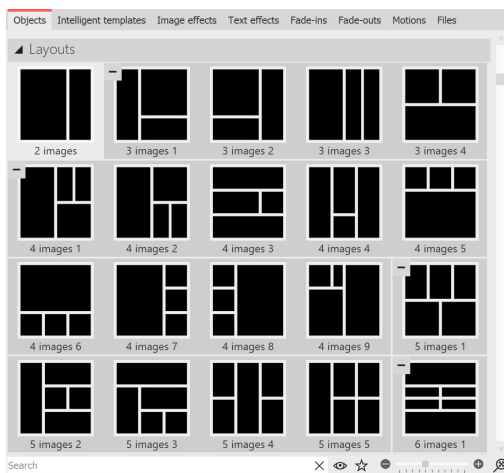 Objects Intelligent templates Image effects Text effects Fade-ins Fade-outs Motions Files
Layouts
2 images 3 images 1 3 images 2 3 images 3 3 images 4
4 images 1 4 images 2 4 images 3 4 images 4 4 images 5
4 images 6 4 images 7 4 images 8 4 images 9 5 images 1
5 images 2 5 images 3 5 images 4 5 images 5 6 images 1
Search